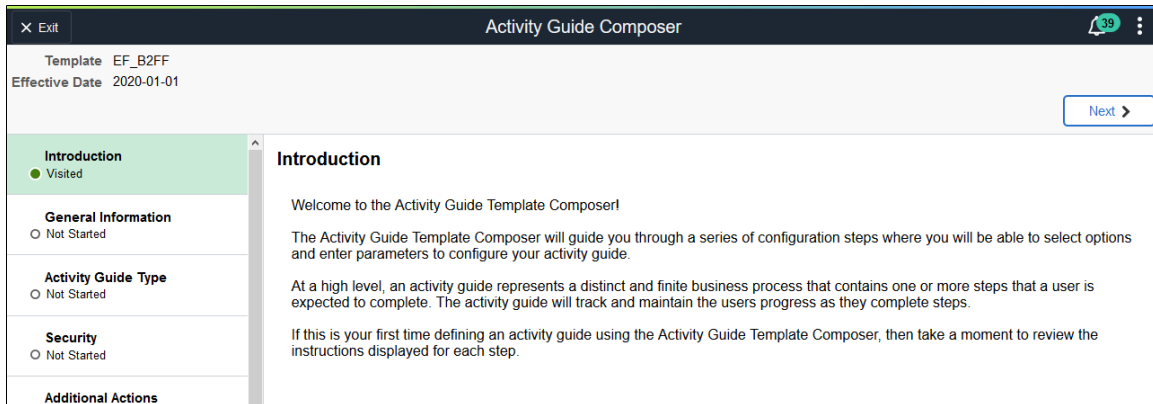 Exit
Activity Guide Composer
39
Template EF_B2FF
Effective Date 2020-01-01
Next
Introduction
Visited
General Information
Not Started
Activity Guide Type
Not Started
Security
Not Started
Additional Actions
Introduction
Welcome to the Activity Guide Template Composer!
The Activity Guide Template Composer will guide you through a series of configuration steps where you will be able to select options
and enter parameters to configure your activity guide.
At a high level, an activity guide represents a distinct and finite business process that contains one or more steps that a user is
expected to complete. The activity guide will track and maintain the users progress as they complete steps.
If this is your first time defining an activity guide using the Activity Guide Template Composer, then take a moment to review the
instructions displayed for each step.